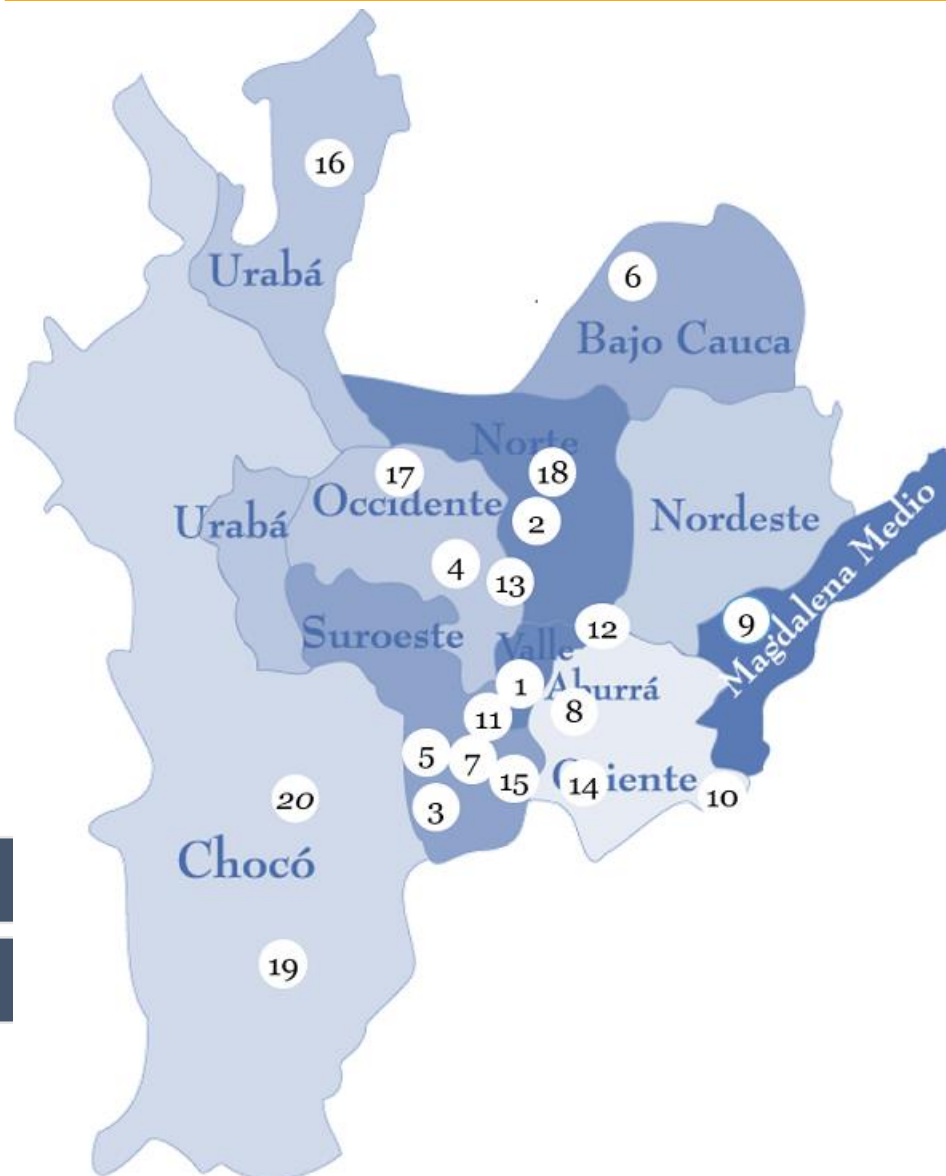 16
Urabá
6
Bajo Cauca
Norte
17
18
Occidente
2
Urabá
Nordeste
4
13
Magdalena Medio
Suroeste
12
9
Valle
1
Aburrá
8
11
5
7
15
14
Oriente
10
3
20
Chocó
19